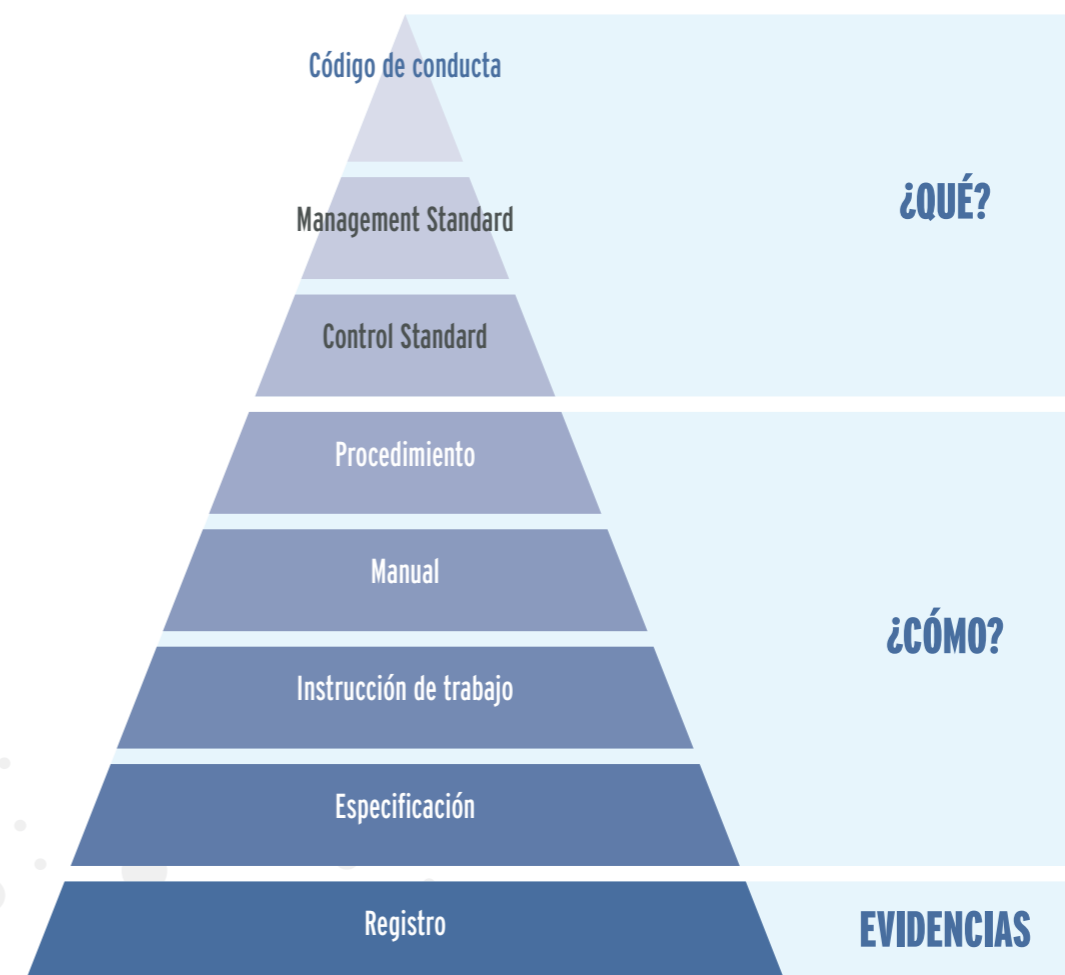 Código de conducta
Management Standard
¿QUÉ?
Control Standard
Procedimiento
Manual
¿CÓMO?
Instrucción de trabajo
Especificación
Registro
EVIDENCIAS